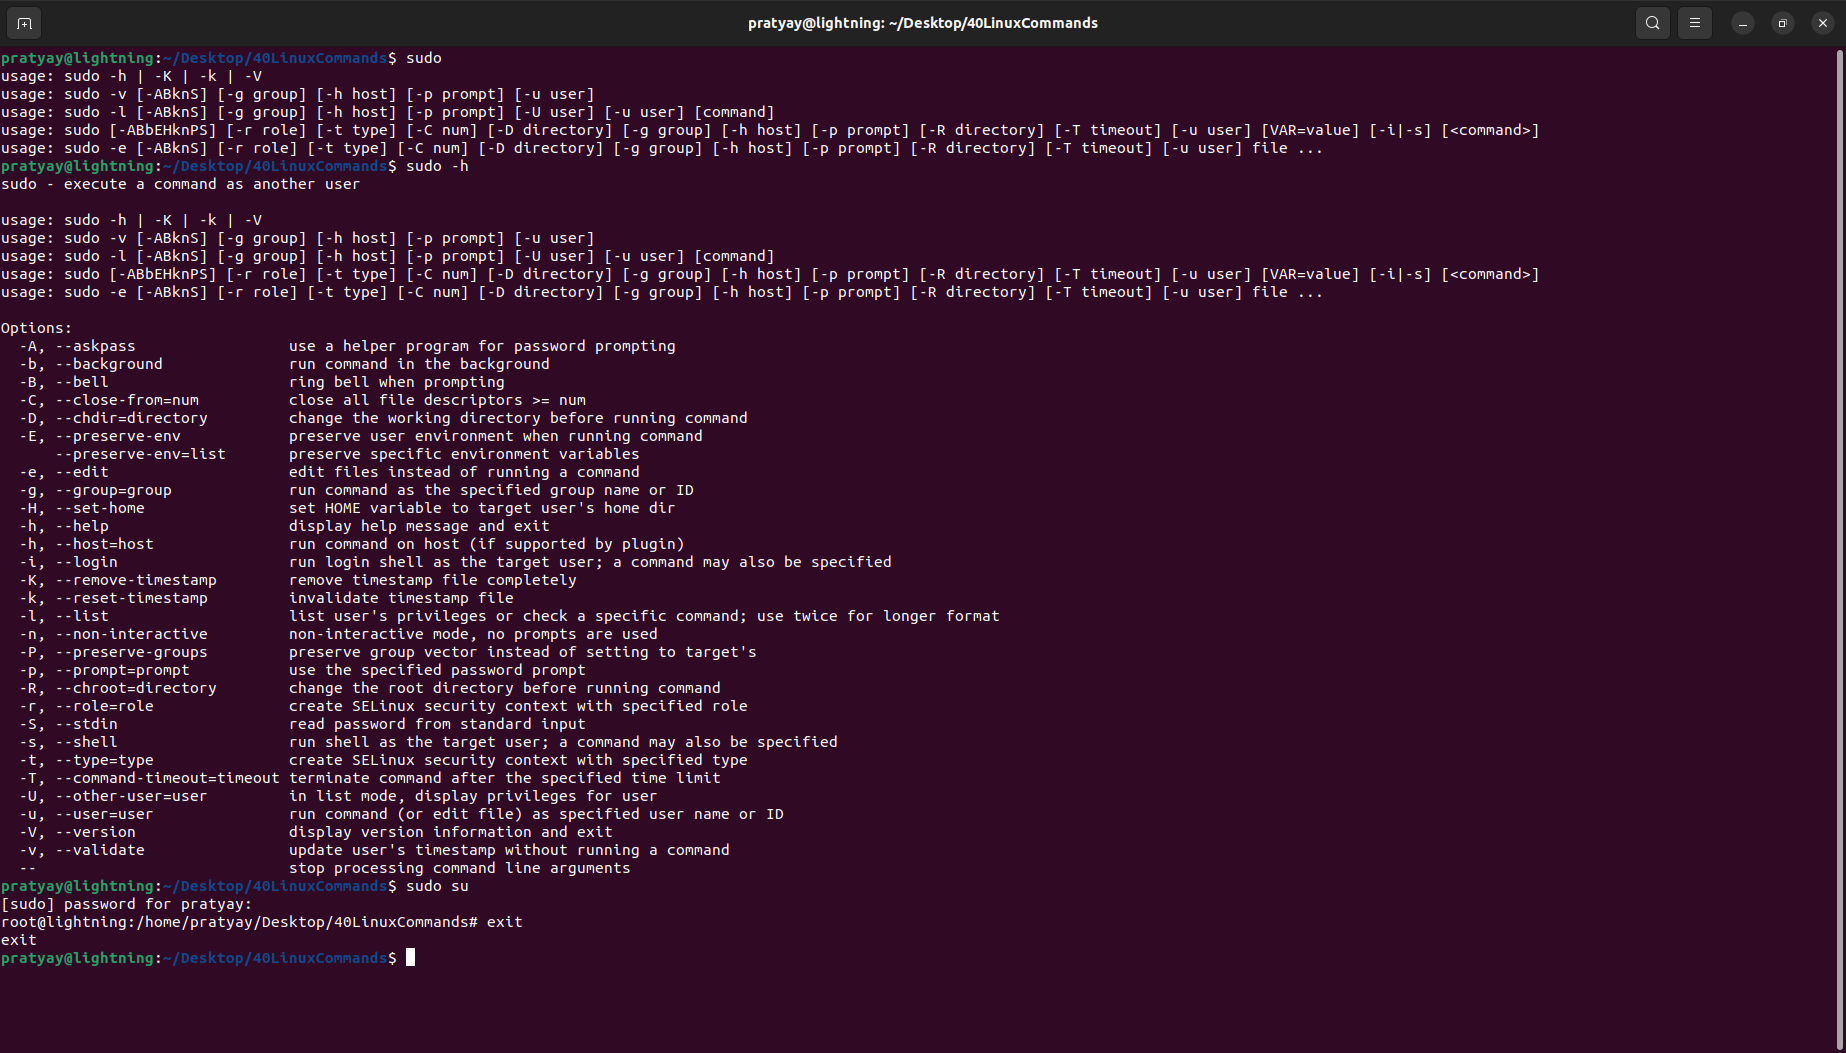 pratyay@lightning: ~/Desktop/40LinuxCommands
pratyay@lightning:~/Desktop/40LinuxCommands$ sudo
usage: sudo -h | -K | -k | -V
usage: sudo -v [-ABknS] [-g group] [-h host] [-p prompt] [-u user]
usage: sudo -l [-ABknS] [-g group] [-h host] [-p prompt] [-U user] [-u user] [command]
usage: sudo [-ABbEHknPS] [-r role] [-t type] [-C num] [-D directory] [-g group] [-h host] [-p prompt] [-R directory] [-T timeout] [-u user] [VAR=value] [-i|-s] [<command>]
usage: sudo -e [-ABknS] [-r role] [-t type] [-C num] [-D directory] [-g group] [-h host] [-p prompt] [-R directory] [-T timeout] [-u user] file ...
pratyay@lightning:~/Desktop/40LinuxCommands$ sudo -h
sudo - execute a command as another user

usage: sudo -h | -K | -k | -V
usage: sudo -v [-ABknS] [-g group] [-h host] [-p prompt] [-u user]
usage: sudo -l [-ABknS] [-g group] [-h host] [-p prompt] [-U user] [-u user] [command]
usage: sudo [-ABbEHknPS] [-r role] [-t type] [-C num] [-D directory] [-g group] [-h host] [-p prompt] [-R directory] [-T timeout] [-u user] [VAR=value] [-i|-s] [<command>]
usage: sudo -e [-ABknS] [-r role] [-t type] [-C num] [-D directory] [-g group] [-h host] [-p prompt] [-R directory] [-T timeout] [-u user] file ...

Options:
  -A, --askpass                 use a helper program for password prompting
  -b, --background              run command in the background
  -B, --bell                    ring bell when prompting
  -C, --close-from=num          close all file descriptors >= num
  -D, --chdir=directory         change the working directory before running command
  -E, --preserve-env            preserve user environment when running command
      --preserve-env=list       preserve specific environment variables
  -e, --edit                    edit files instead of running a command
  -g, --group=group             run command as the specified group name or ID
  -H, --set-home                set HOME variable to target user's home dir
  -h, --help                    display help message and exit
  -h, --host=host               run command on host (if supported by plugin)
  -i, --login                   run login shell as the target user; a command may also be specified
  -K, --remove-timestamp        remove timestamp file completely
  -k, --reset-timestamp         invalidate timestamp file
  -l, --list                    list user's privileges or check a specific command; use twice for longer format
  -n, --non-interactive         non-interactive mode, no prompts are used
  -P, --preserve-groups         preserve group vector instead of setting to target's
  -p, --prompt=prompt           use the specified password prompt
  -R, --chroot=directory        change the root directory before running command
  -r, --role=role               create SELinux security context with specified role
  -S, --stdin                   read password from standard input
  -s, --shell                   run shell as the target user; a command may also be specified
  -t, --type=type               create SELinux security context with specified type
  -T, --command-timeout=timeout terminate command after the specified time limit
  -U, --other-user=user         in list mode, display privileges for user
  -u, --user=user               run command (or edit file) as specified user name or ID
  -V, --version                 display version information and exit
  -v, --validate                update user's timestamp without running a command
  --                            stop processing command line arguments
pratyay@lightning:~/Desktop/40LinuxCommands$ sudo su
[sudo] password for pratyay:
root@lightning:/home/pratyay/Desktop/40LinuxCommands# exit
exit
pratyay@lightning:~/Desktop/40LinuxCommands$